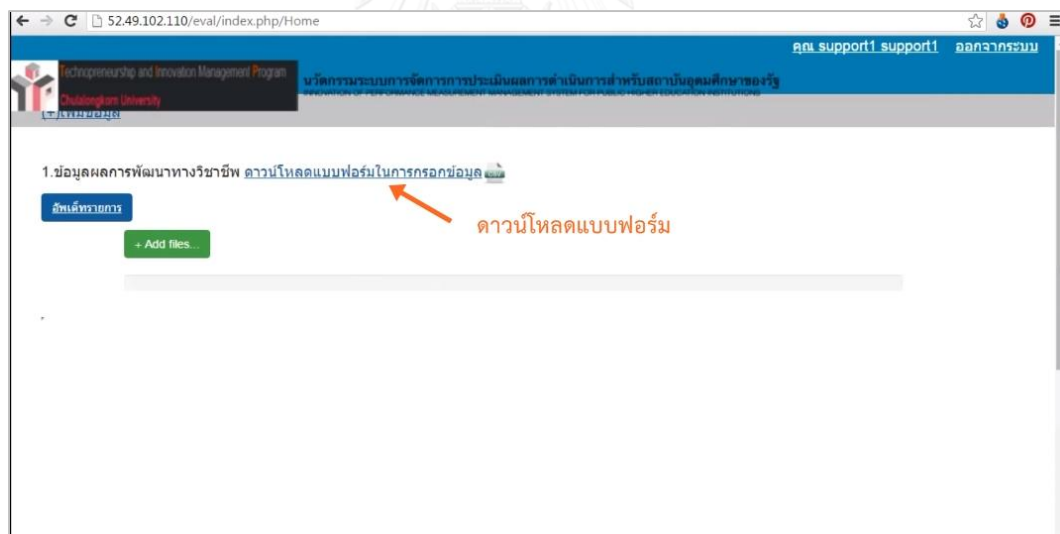 52.49.102.110/eval/index.php/Home
คุณ support1 support1 ออกจากระบบ
Technopreneurship and Innovation Management Program
Chulalongkorn University
นวัตกรรมระบบการจัดการการประเมินผลการดำเนินการสำหรับสถาบันอุดมศึกษาของรัฐ
INNOVATION OF PERFORMANCE MEASUREMENT MANAGEMENT SYSTEM FOR PUBLIC HIGHER EDUCATION INSTITUTIONS
(+)เพิ่มข้อมูล
1.ข้อมูลผลการพัฒนาทางวิชาชีพ ดาวน์โหลดแบบฟอร์มในการกรอกข้อมูล
อัพเด็ทรายการ
ดาวน์โหลดแบบฟอร์ม
+ Add files...